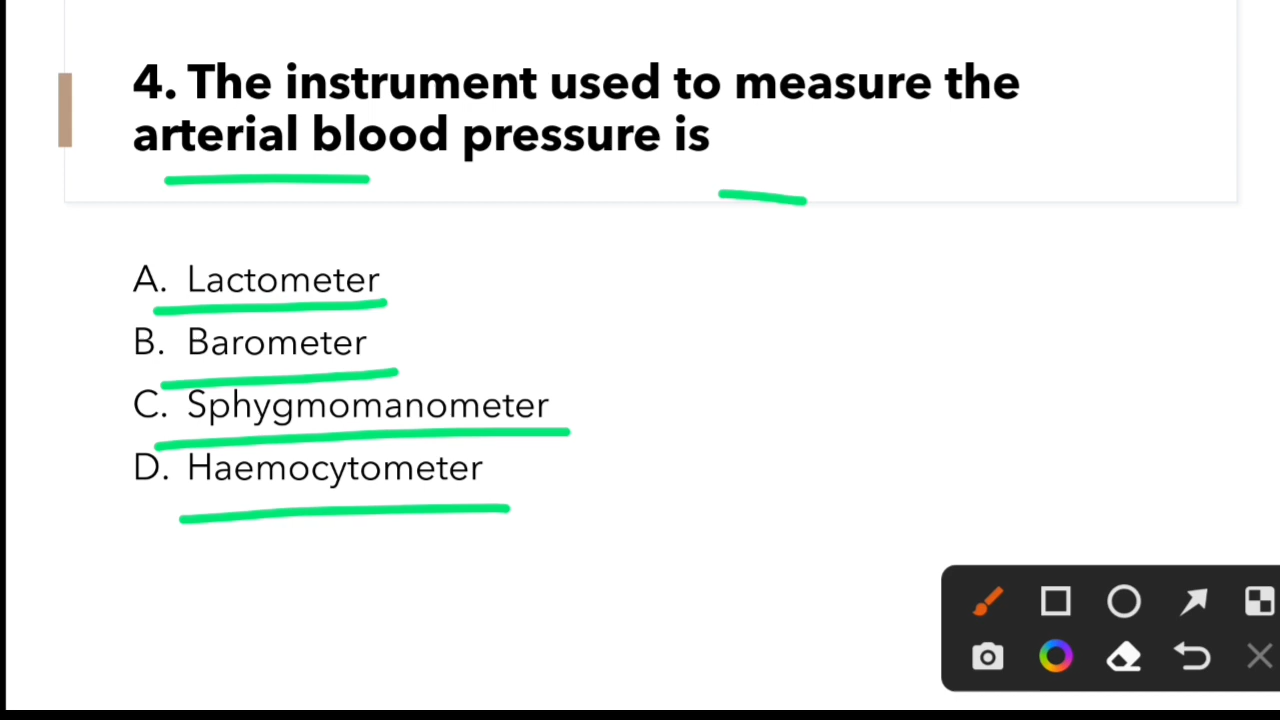 4. The instrument used to measure the
arterial blood pressure is
A. Lactometer
B. Barometer
C. Sphygmomanometer
D. Haemocytometer